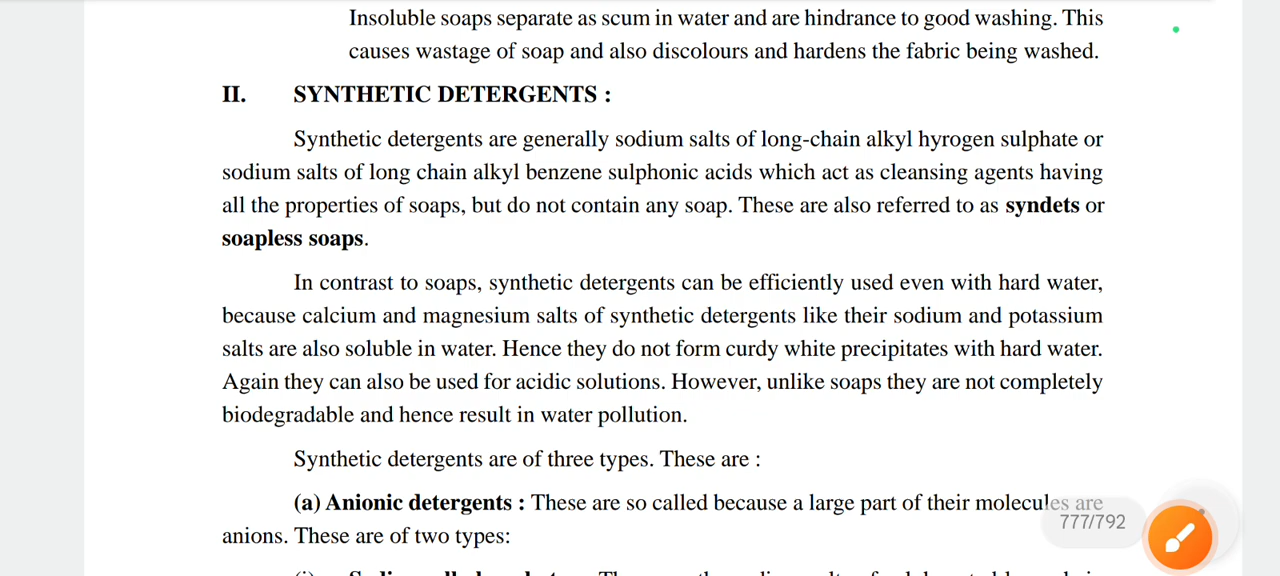 Insoluble soaps separate as scum in water and are hindrance to good washing. This
causes wastage of soap and also discolours and hardens the fabric being washed.
II. SYNTHETIC DETERGENTS :
Synthetic detergents are generally sodium salts of long-chain alkyl hyrogen sulphate or
sodium salts of long chain alkyl benzene sulphonic acids which act as cleansing agents having
all the properties of soaps, but do not contain any soap. These are also referred to as syndets or
soapless soaps.
In contrast to soaps, synthetic detergents can be efficiently used even with hard water,
because calcium and magnesium salts of synthetic detergents like their sodium and potassium
salts are also soluble in water. Hence they do not form curdy white precipitates with hard water.
Again they can also be used for acidic solutions. However, unlike soaps they are not completely
biodegradable and hence result in water pollution.
Synthetic detergents are of three types. These are :
(a) Anionic detergents : These are so called because a large part of their molecules are
777/792
anions. These are of two types: